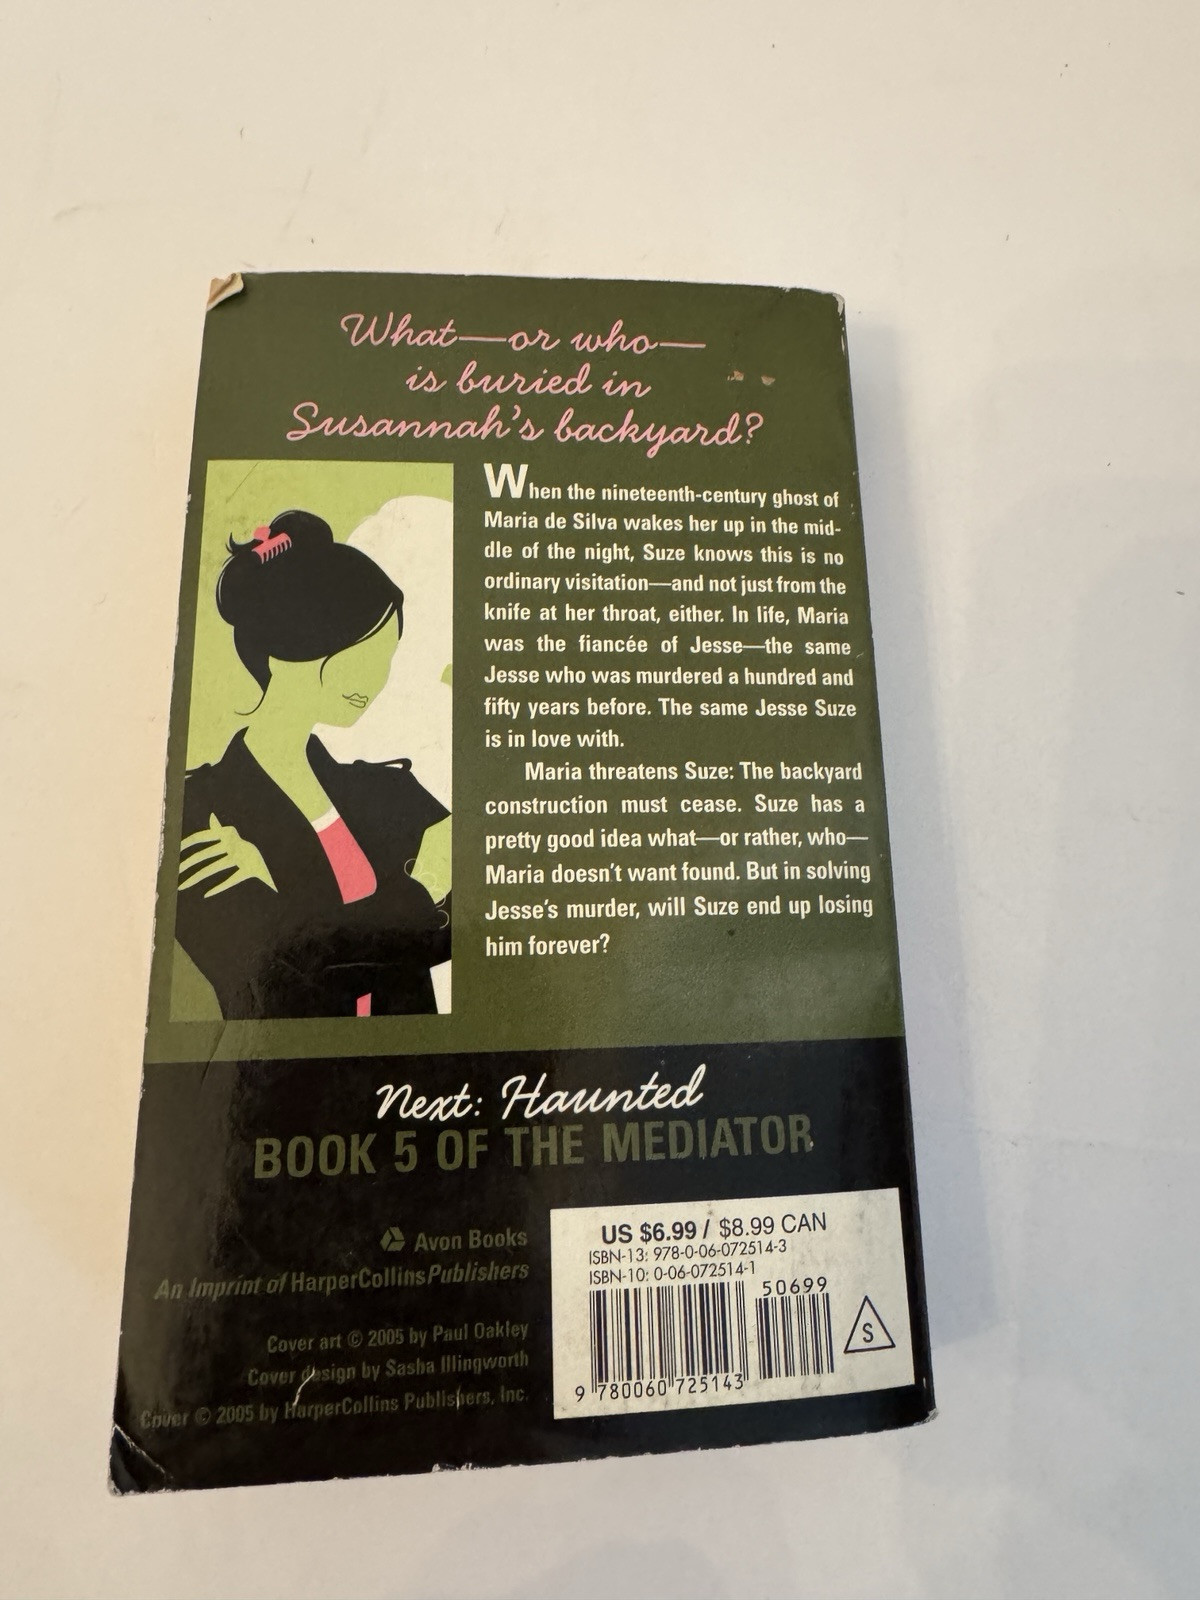 What—or who—
is buried in
Susannah's backyard?
When the nineteenth-century ghost of
Maria de Silva wakes her up in the mid-
dle of the night, Suze knows this is no
ordinary visitation—and not just from the
knife at her throat, either. In life, Maria
was the fiancée of Jesse—the same
Jesse who was murdered a hundred and
fifty years before. The same Jesse Suze
is in love with.
Maria threatens Suze: The backyard
construction must cease. Suze has a
pretty good idea what—or rather, who—
Maria doesn't want found. But in solving
Jesse's murder, will Suze end up losing
him forever?
Next: Haunted
BOOK 5 OF THE MEDIATOR
Avon Books
An Imprint of HarperCollinsPublishers
Cover art © 2005 by Paul Oakley
Cover design by Sasha Illingworth
Cover © 2005 by HarperCollins Publishers, Inc.
US $6.99 / $8.99 CAN
ISBN-13: 978-0-06-072514-3
ISBN-10: 0-06-072514-1
50699
S
9 780060 725143